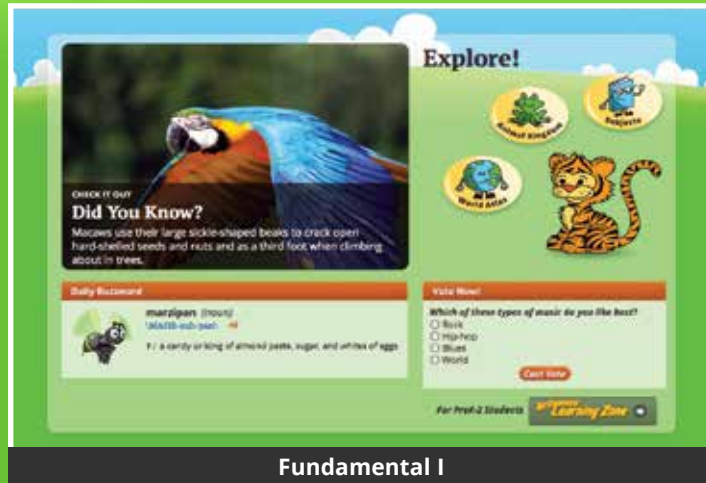 Explore!
Animal Kingdom
Subjects
World Atlas
CHECK IT OUT
Did You Know?
Macaws use their large sickle-shaped beaks to crack open
hard-shelled seeds and nuts and as a third foot when climbing
about in trees.
Daily Buzzword
marzipan (noun)
1 : a candy or icing of almond paste, sugar, and whites of eggs
Vote Now!
Which of these types of music do you like best?
Rock
Hip-hop
Blues
World
Cast Vote
For PreK-2 Students
Learning Zone
Fundamental I